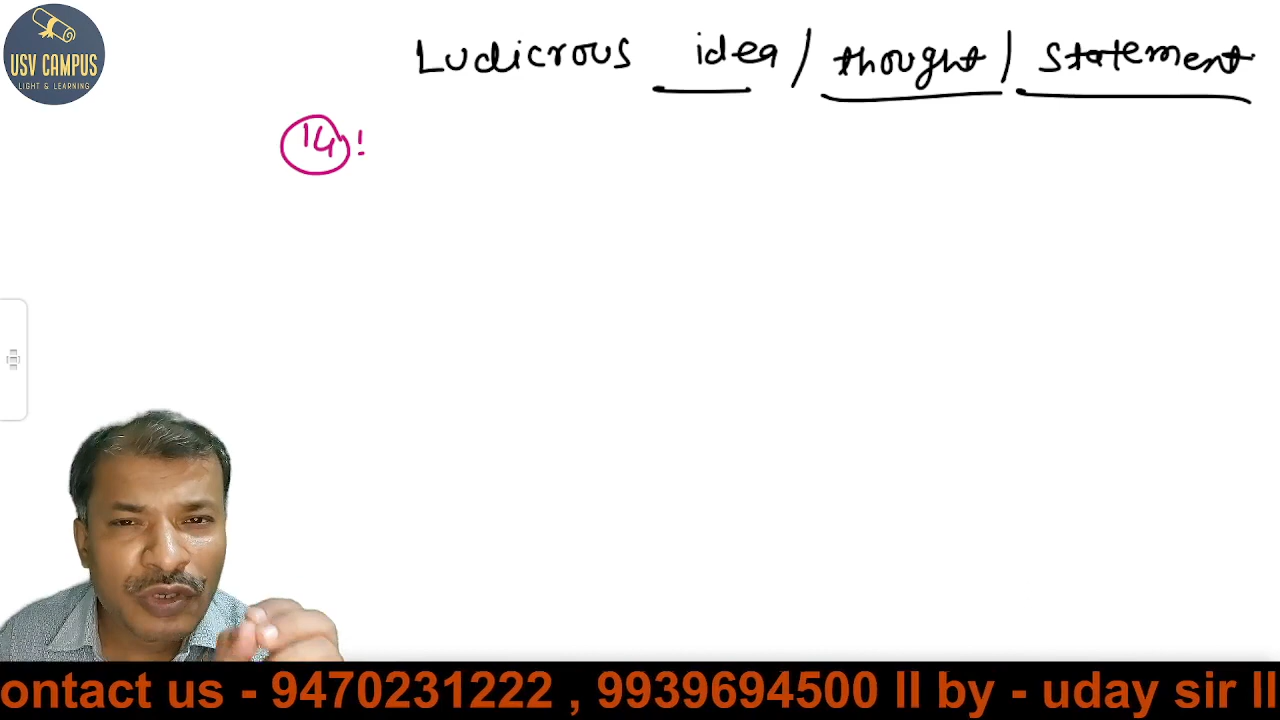 USV CAMPUS
LIGHT & LEARNING
Ludicrous idea / thought / Statement
14!
ontact us - 9470231222 , 9939694500 ll by - uday sir ll